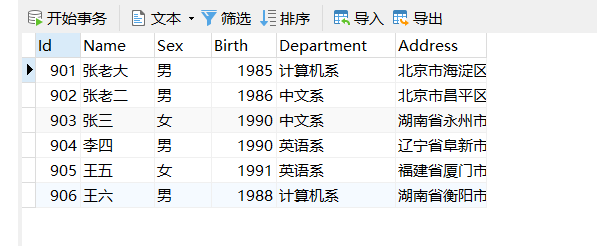 开始事务 文本 筛选 排序 导入 导出
Id Name Sex Birth Department Address
901 张老大 男 1985 计算机系 北京市海淀区
902 张老二 男 1986 中文系 北京市昌平区
903 张三 女 1990 中文系 湖南省永州市
904 李四 男 1990 英语系 辽宁省阜新市
905 王五 女 1991 英语系 福建省厦门市
906 王六 男 1988 计算机系 湖南省衡阳市